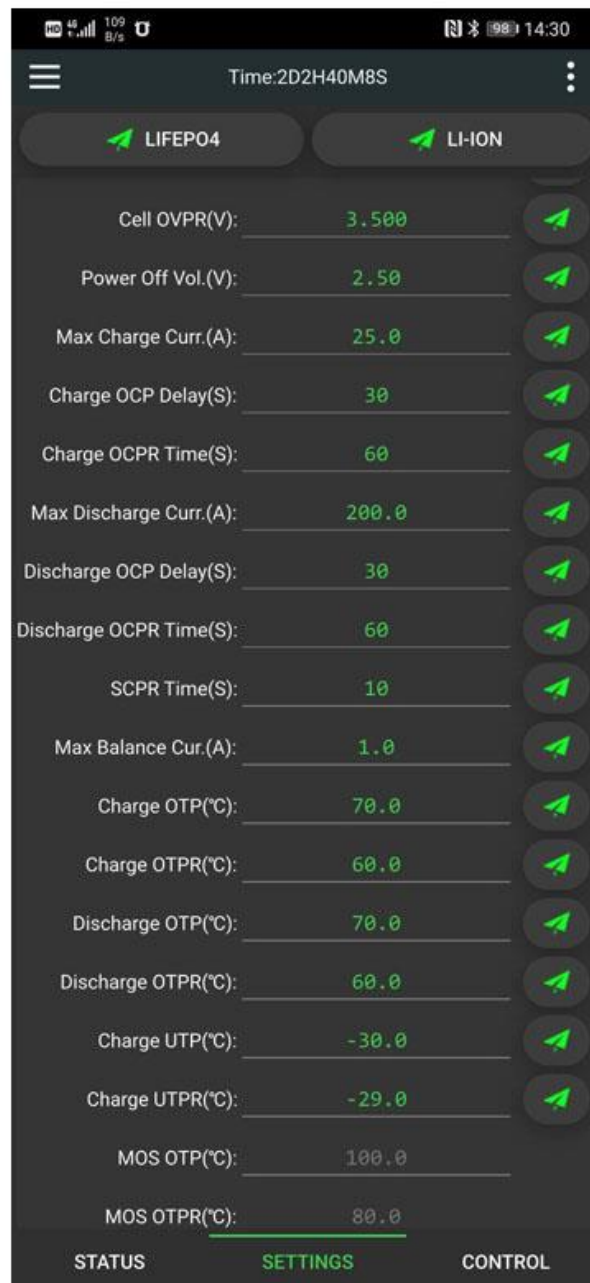 HD 4G 109 B/s 98 14:30
Time:2D2H40M8S
LIFEPO4 LI-ION
Cell OVPR(V): 3.500
Power Off Vol.(V): 2.50
Max Charge Curr.(A): 25.0
Charge OCP Delay(S): 30
Charge OCPR Time(S): 60
Max Discharge Curr.(A): 200.0
Discharge OCP Delay(S): 30
Discharge OCPR Time(S): 60
SCPR Time(S): 10
Max Balance Cur.(A): 1.0
Charge OTP(℃): 70.0
Charge OTPR(℃): 60.0
Discharge OTP(℃): 70.0
Discharge OTPR(℃): 60.0
Charge UTP(℃): -30.0
Charge UTPR(℃): -29.0
MOS OTP(℃): 100.0
MOS OTPR(℃): 80.0
STATUS SETTINGS CONTROL